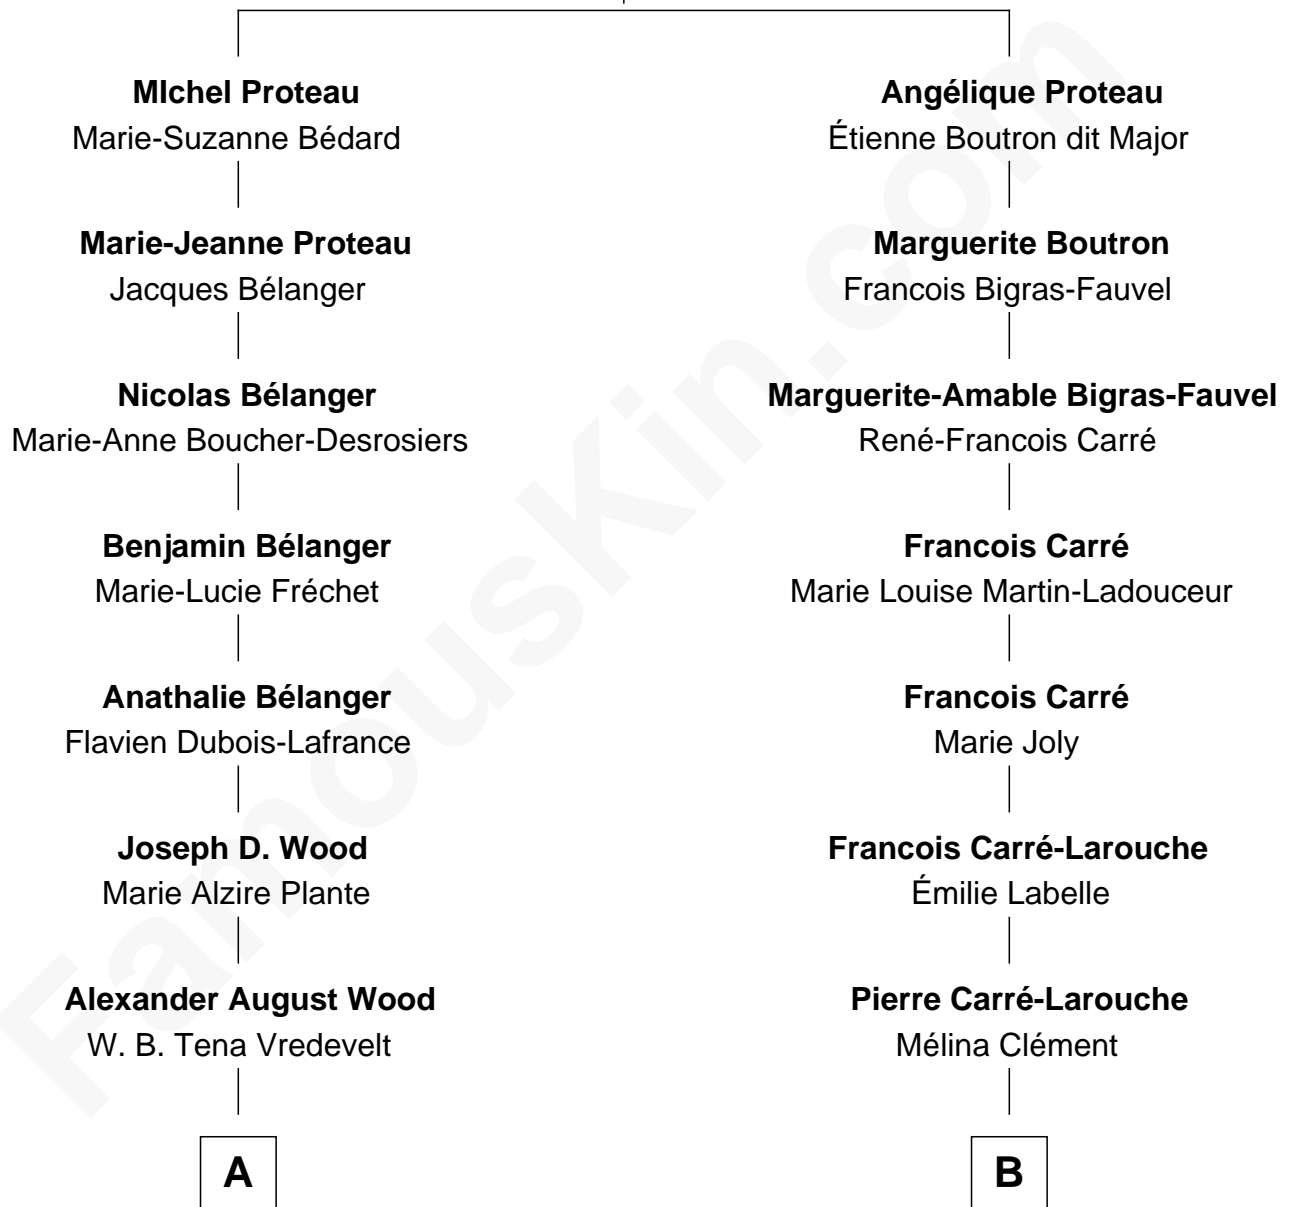 MIchel Proteau
Marie-Suzanne Bédard
Marie-Jeanne Proteau
Jacques Bélanger
Nicolas Bélanger
Marie-Anne Boucher-Desrosiers
Benjamin Bélanger
Marie-Lucie Fréchet
Anathalie Bélanger
Flavien Dubois-Lafrance
Joseph D. Wood
Marie Alzire Plante
Alexander August Wood
W. B. Tena Vredevelt
A
Angélique Proteau
Étienne Boutron dit Major
Marguerite Boutron
Francois Bigras-Fauvel
Marguerite-Amable Bigras-Fauvel
René-Francois Carré
Francois Carré
Marie Louise Martin-Ladouceur
Francois Carré
Marie Joly
Francois Carré-Larouche
Émilie Labelle
Pierre Carré-Larouche
Mélina Clément
B
FamousKin.com